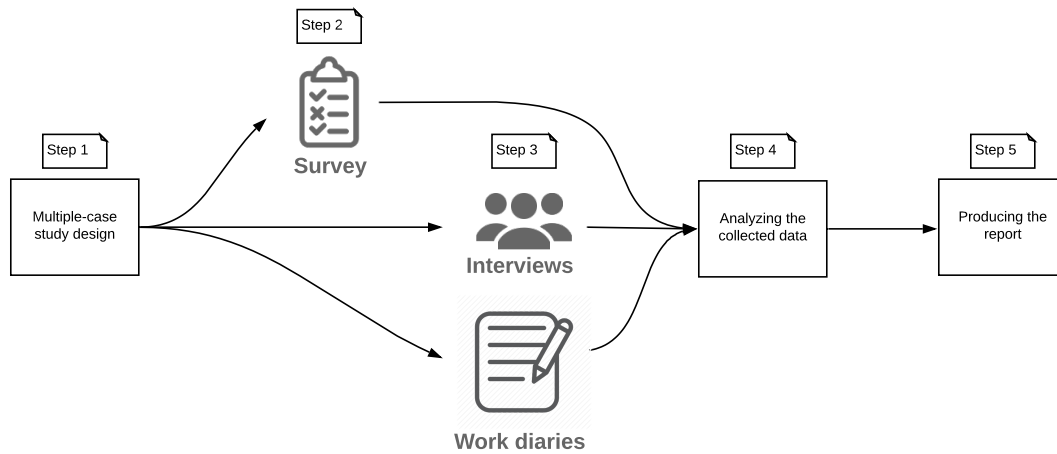 Step 1
Multiple-case
study design
Step 2
Survey
Step 3
Interviews
Work diaries
Step 4
Analyzing the
collected data
Step 5
Producing the
report